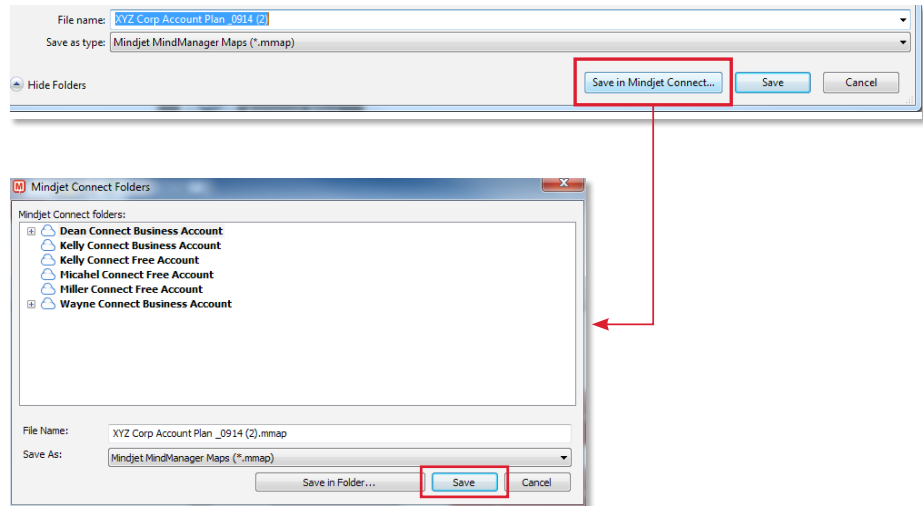 File name: XYZ Corp Account Plan _0914 (2)
Save as type: Mindjet MindManager Maps (*.mmap)
Hide Folders
Save in Mindjet Connect... Save Cancel
M Mindjet Connect Folders
Mindjet Connect folders:
Dean Connect Business Account
Kelly Connect Business Account
Kelly Connect Free Account
Micahel Connect Free Account
Miller Connect Free Account
Wayne Connect Business Account
File Name: XYZ Corp Account Plan _0914 (2).mmap
Save As: Mindjet MindManager Maps (*.mmap)
Save in Folder... Save Cancel